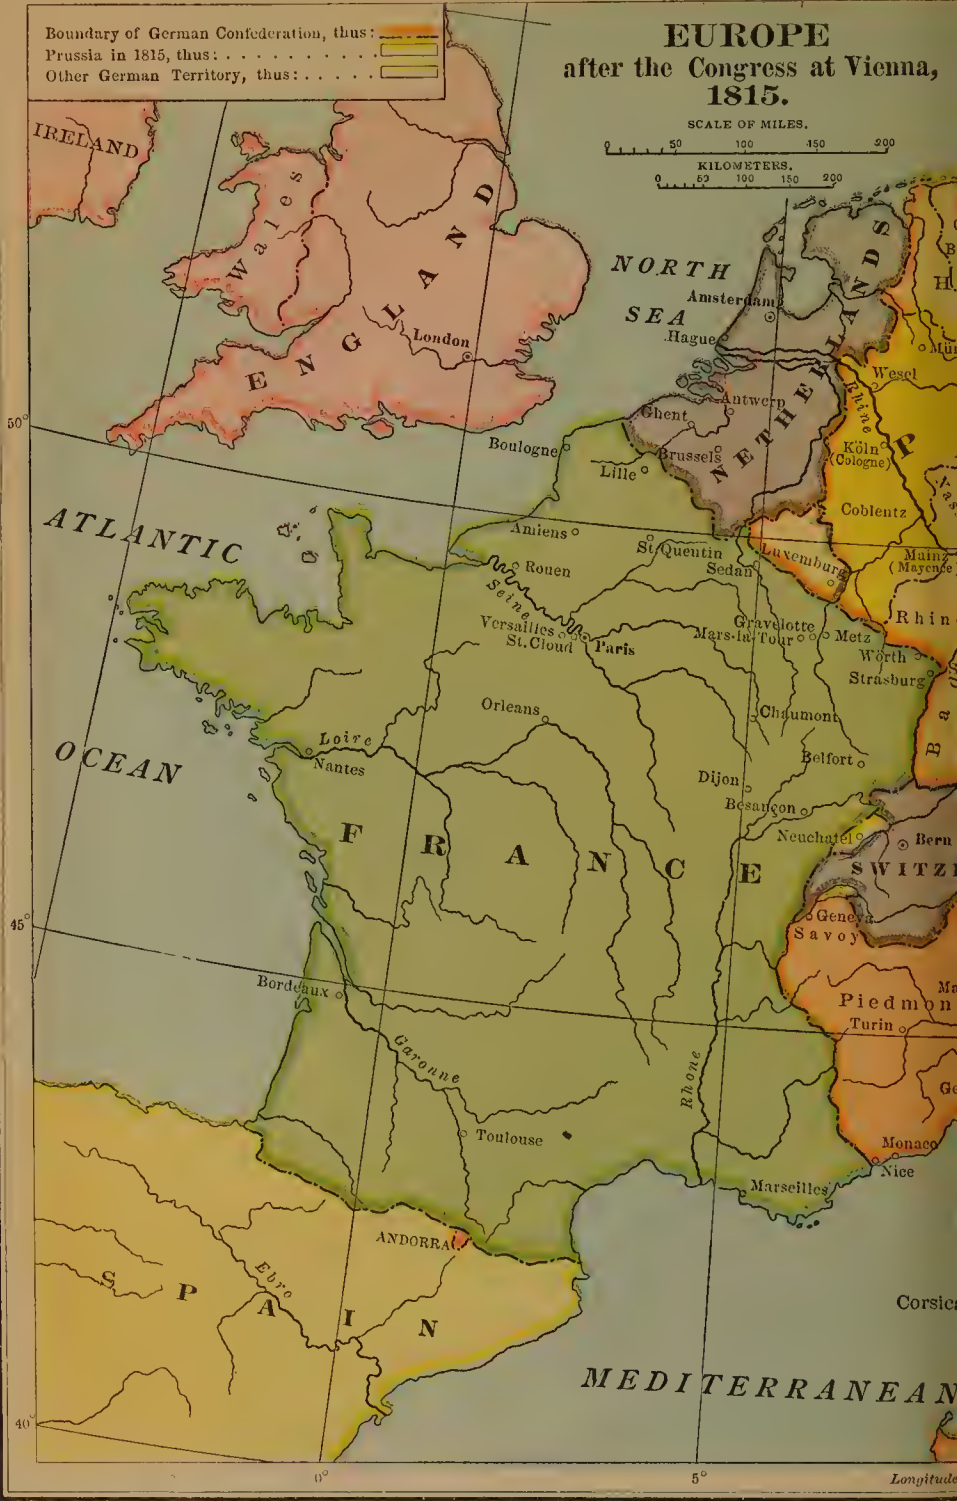 Boundary of German Confederation, thus:
Prussia in 1815, thus:
Other German Territory, thus:
EUROPE
after the Congress at Vienna,
1815.
SCALE OF MILES.
0 50 100 150 200
KILOMETERS.
0 50 100 150 200
IRELAND
Wales
ENGLAND
London
NORTH
SEA
Amsterdam
Hague
NETHERLANDS
H
Wesel
Rhine
Antwerp
Ghent
Brussels
Köln
(Cologne)
P
50°
Boulogne
Lille
Coblentz
ATLANTIC
Amiens
St. Quentin
Sedan
Luxemburg
Mainz
(Mayence
Rouen
Seine
Versailles
St. Cloud
Paris
Gravelotte
Mars-la-Tour
Metz
Rhin
Wörth
Strasburg
Ba
Orleans
Chaumont
Loire
Nantes
OCEAN
Belfort
Dijon
Besançon
Neuchatel
Bern
FRANCE
SWITZ
45°
Geneva
Savoy
Bordeaux
Piedmon
Turin
Garonne
Rhone
Toulouse
Monaco
Nice
Marseilles
ANDORRA
Ebro
SPAIN
Corsic
MEDITERRANEAN
40°
0°
5°
Longitude